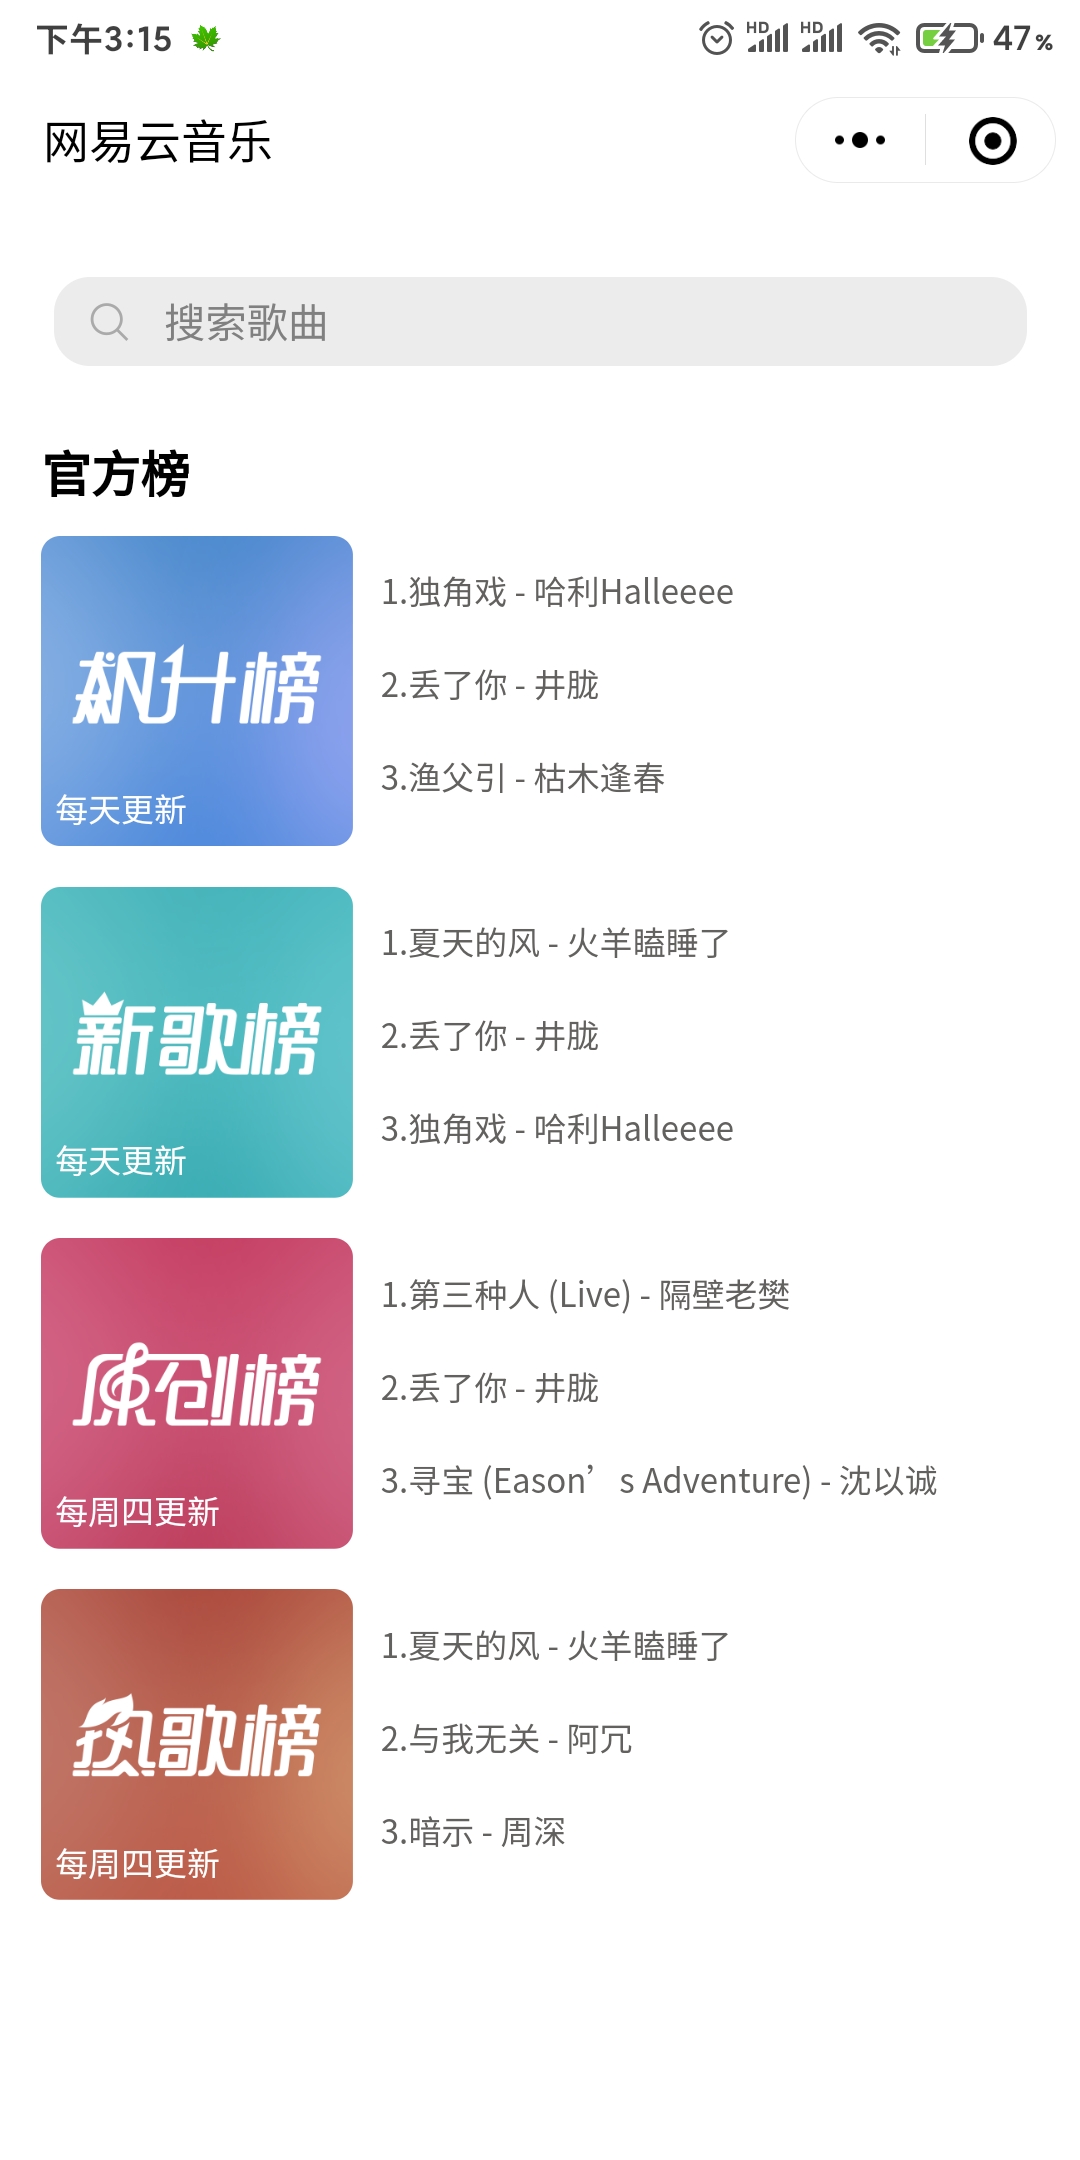 下午3:15
HD HD 47%
网易云音乐
搜索歌曲
官方榜
飙升榜
每天更新
1.独角戏 - 哈利Halleeee
2.丢了你 - 井胧
3.渔父引 - 枯木逢春
新歌榜
每天更新
1.夏天的风 - 火羊瞌睡了
2.丢了你 - 井胧
3.独角戏 - 哈利Halleeee
原创榜
每周四更新
1.第三种人 (Live) - 隔壁老樊
2.丢了你 - 井胧
3.寻宝 (Eason’s Adventure) - 沈以诚
热歌榜
每周四更新
1.夏天的风 - 火羊瞌睡了
2.与我无关 - 阿冗
3.暗示 - 周深